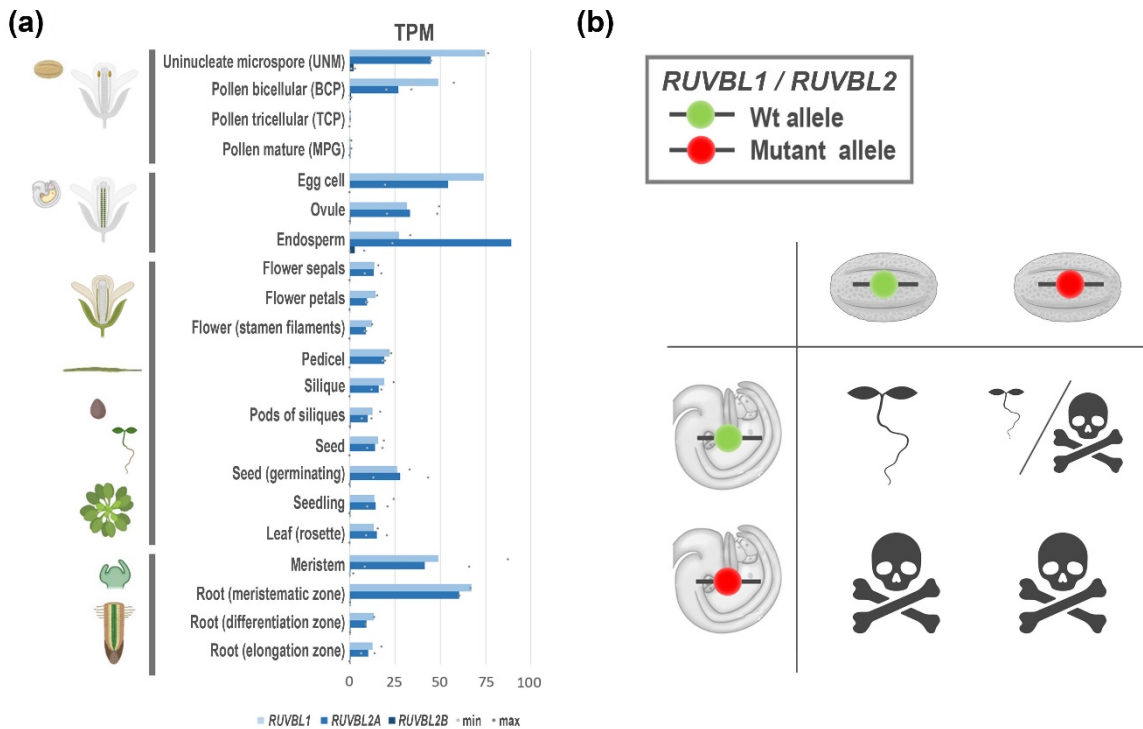 (a)
TPM
Uninucleate microspore (UNM)
Pollen bicellular (BCP)
Pollen tricellular (TCP)
Pollen mature (MPG)
Egg cell
Ovule
Endosperm
Flower sepals
Flower petals
Flower (stamen filaments)
Pedicel
Silique
Pods of siliques
Seed
Seed (germinating)
Seedling
Leaf (rosette)
Meristem
Root (meristematic zone)
Root (differentiation zone)
Root (elongation zone)
0 25 50 75 100
RUVBL1 RUVBL2A RUVBL2B min max
(b)
RUVBL1 / RUVBL2
Wt allele
Mutant allele